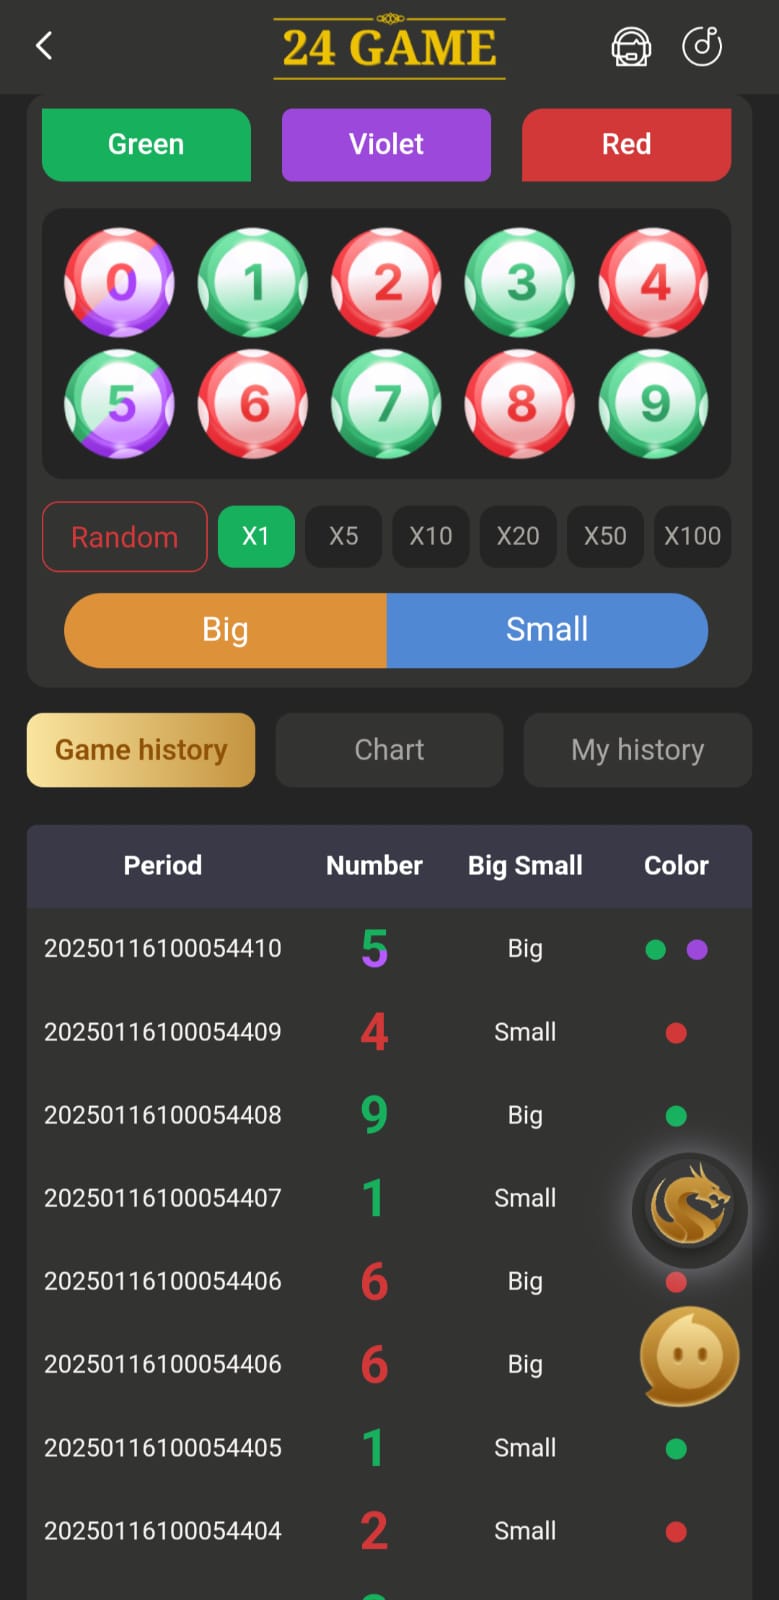 24 GAME
Green Violet Red
0 1 2 3 4
5 6 7 8 9
Random X1 X5 X10 X20 X50 X100
Big Small
Game history Chart My history
Period Number Big Small Color
20250116100054410 5 Big
20250116100054409 4 Small
20250116100054408 9 Big
20250116100054407 1 Small
20250116100054406 6 Big
20250116100054406 6 Big
20250116100054405 1 Small
20250116100054404 2 Small